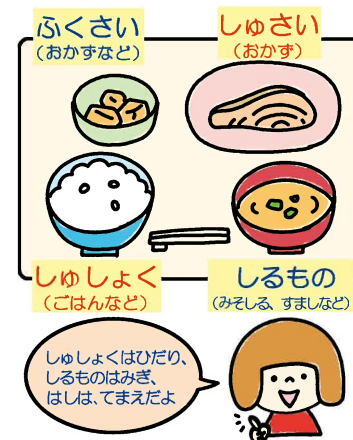 ふくさい
(おかずなど)
しゅさい
(おかず)
しゅしょく
(ごはんなど)
しるもの
(みそしる、すましなど)
しゅしょくはひだり、
しるものはみぎ、
はしは、てまえだよ